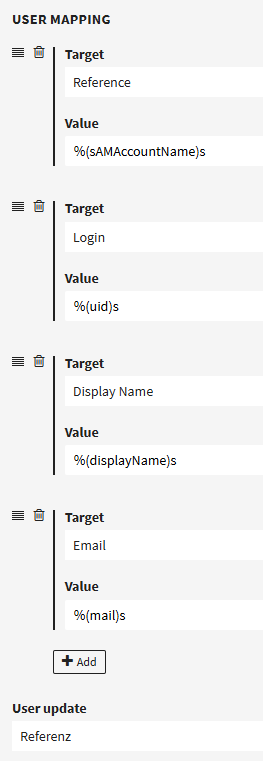 USER MAPPING
Target
Reference
Value
%(sAMAccountName)s
Target
Login
Value
%(uid)s
Target
Display Name
Value
%(displayName)s
Target
Email
Value
%(mail)s
Add
User update
Referenz